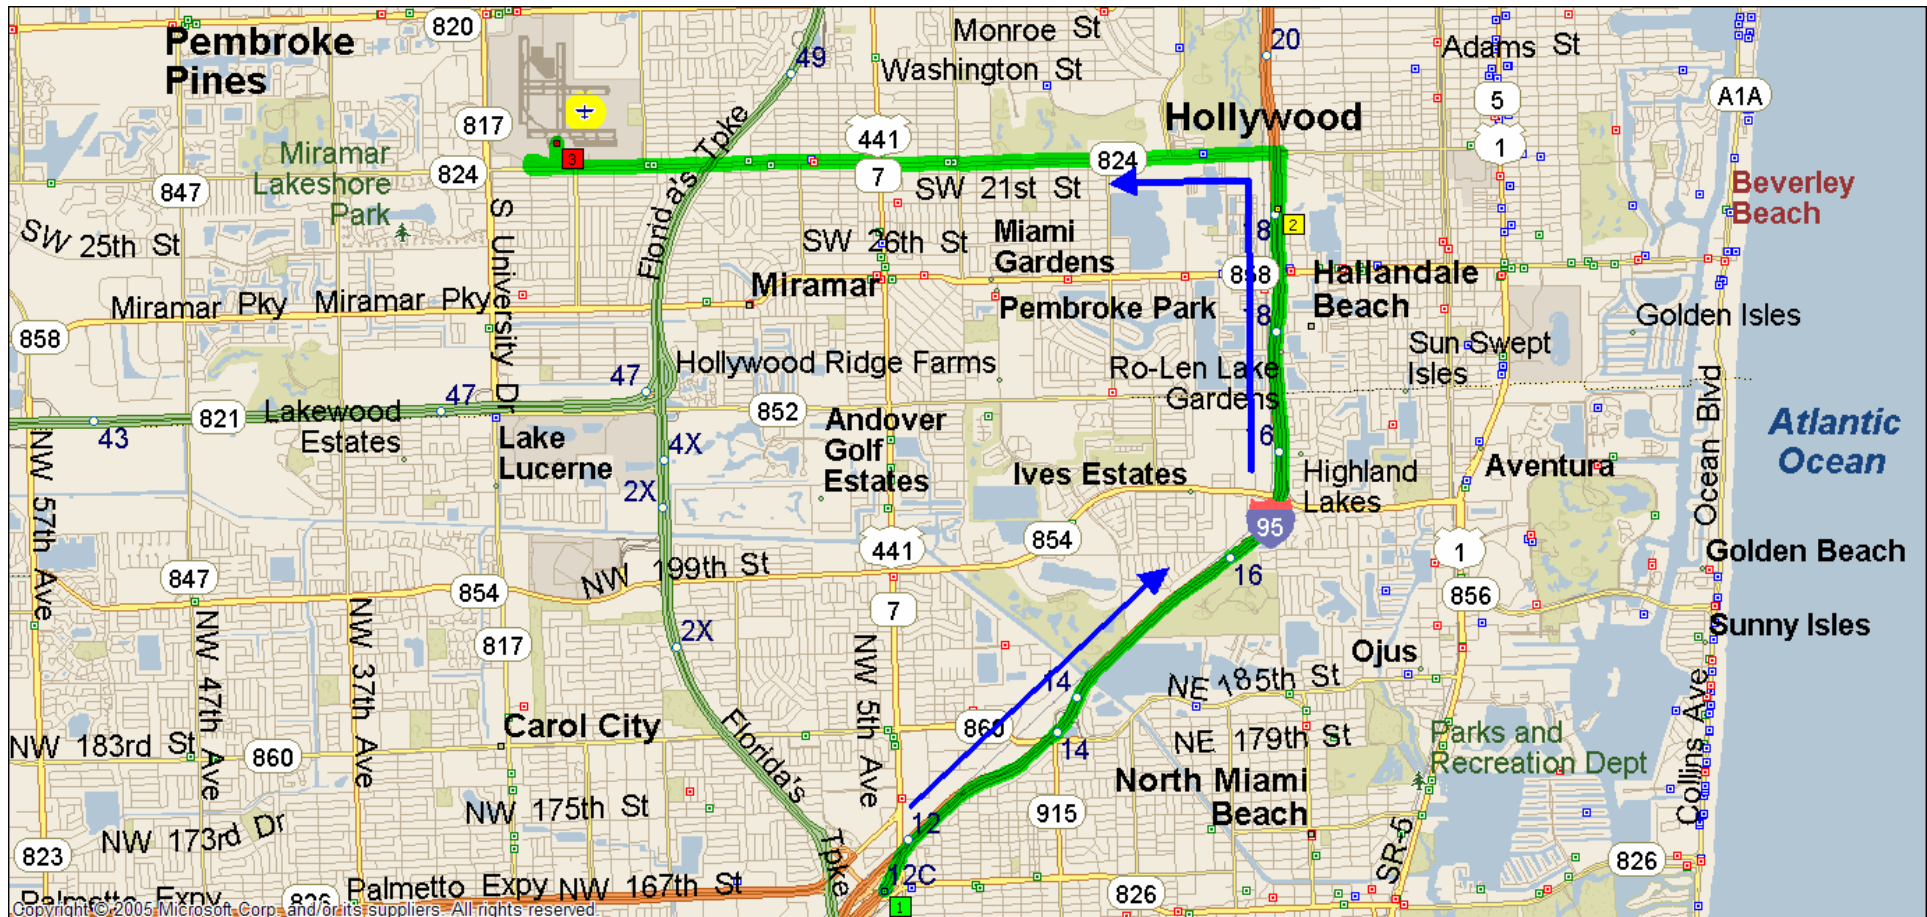 Pembroke
Pines
820
Monroe St
Washington St
49
20
Adams St
5
1
A1A
Hollywood
817
441
7
824
824
847
Miramar
Lakeshore
Park
SW 25th St
S University Dr
Florida's Tpke
3
SW 21st St
SW 26th St
Miami
Gardens
18
2
Beverley
Beach
858
Hallandale
Beach
Miramar
Miramar Pky
Miramar Pky
Pembroke Park
18
Golden Isles
858
Hollywood Ridge Farms
Ro-Len Lake
Gardens
Sun Swept
Isles
47
47
821
Lakewood
Estates
852
43
Andover
Golf
Estates
Lake
Lucerne
4X
2X
Ives Estates
16
Highland
Lakes
Aventura
Ocean Blvd
Atlantic
Ocean
NW 57th Ave
95
441
854
1
Golden Beach
16
847
854
NW 199th St
7
856
Sunny Isles
817
2X
NW 47th Ave
NW 37th Ave
NW 5th Ave
Ojus
14
NE 185th St
Carol City
860
14
NE 179th St
Parks and
Recreation Dept
NW 183rd St
860
Florida's Tpke
North Miami
Beach
Collins Ave
NW 175th St
915
NW 173rd Dr
12
823
SR-5
826
12C
Palmetto Expy
826
Palmetto Expy
NW 167th St
826
1
Copyright © 2005 Microsoft Corp. and/or its suppliers. All rights reserved.